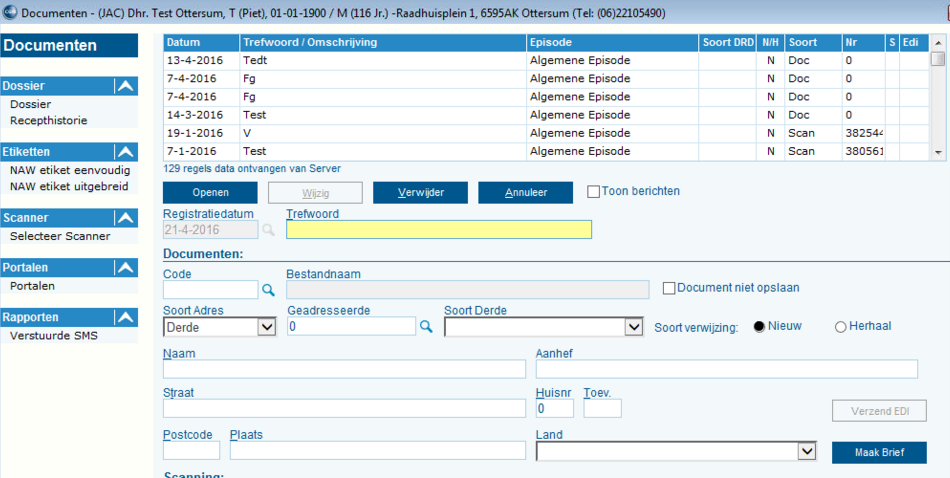 Documenten - (JAC) Dhr. Test Ottersum, T (Piet), 01-01-1900 / M (116 Jr.) -Raadhuisplein 1, 6595AK Ottersum (Tel: (06)22105490)
Documenten
Dossier
Dossier
Recepthistorie
Etiketten
NAW etiket eenvoudig
NAW etiket uitgebreid
Scanner
Selecteer Scanner
Portalen
Portalen
Rapporten
Verstuurde SMS
Datum Trefwoord / Omschrijving Episode Soort DRD N/H Soort Nr S Edi
13-4-2016 Tedt Algemene Episode N Doc 0
7-4-2016 Fg Algemene Episode N Doc 0
7-4-2016 Fg Algemene Episode N Doc 0
14-3-2016 Test Algemene Episode N Doc 0
19-1-2016 V Algemene Episode N Scan 382544
7-1-2016 Test Algemene Episode N Scan 380561
129 regels data ontvangen van Server
Openen Wijzig Verwijder Annuleer Toon berichten
Registratiedatum Trefwoord
21-4-2016
Documenten:
Code Bestandnaam
Document niet opslaan
Soort Adres Geadresseerde Soort Derde
Derde 0 Soort verwijzing: Nieuw Herhaal
Naam Aanhef
Straat Huisnr Toev.
0 Verzend EDI
Postcode Plaats Land
Maak Brief
Scanning: